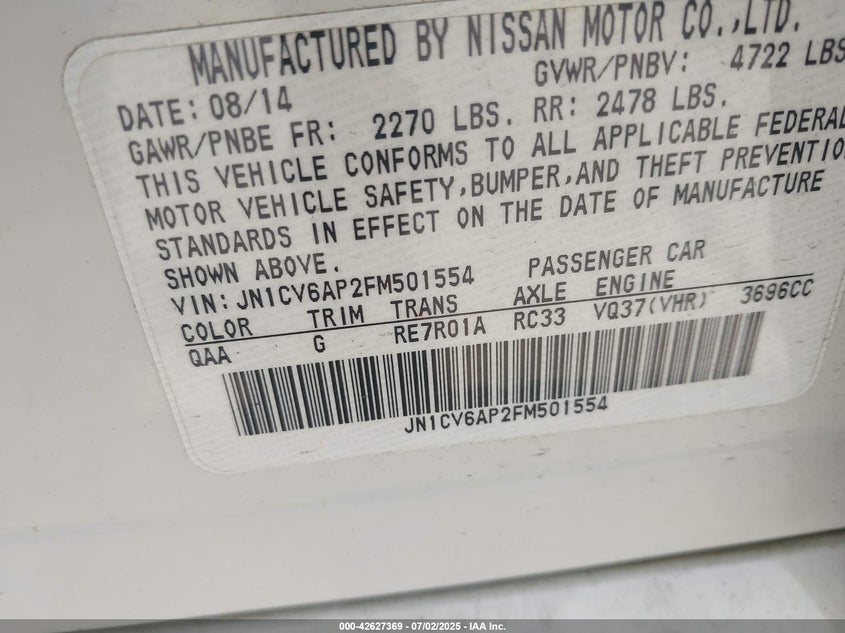 MANUFACTURED BY NISSAN MOTOR CO.,LTD.
DATE: 08/14 GVWR/PNBV: 4722 LBS
GAWR/PNBE FR: 2270 LBS. RR: 2478 LBS.
THIS VEHICLE CONFORMS TO ALL APPLICABLE FEDERAL
MOTOR VEHICLE SAFETY,BUMPER,AND THEFT PREVENTIO
STANDARDS IN EFFECT ON THE DATE OF MANUFACTURE
SHOWN ABOVE.
VIN: JN1CV6AP2FM501554 PASSENGER CAR
COLOR TRIM TRANS AXLE ENGINE
QAA G RE7R01A RC33 VQ37(VHR) 3696CC
JN1CV6AP2FM501554
000-42627369 - 07/02/2025 - IAA Inc.